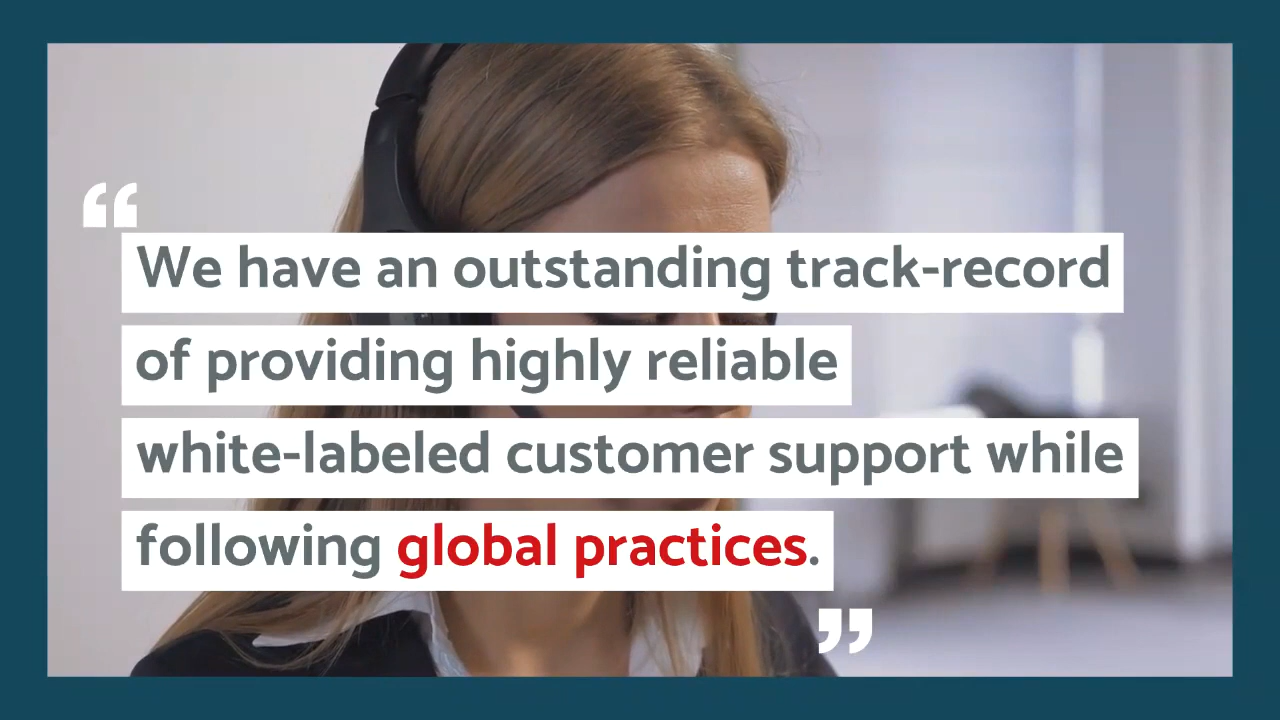 “
We have an outstanding track-record
of providing highly reliable
white-labeled customer support while
following global practices.
”